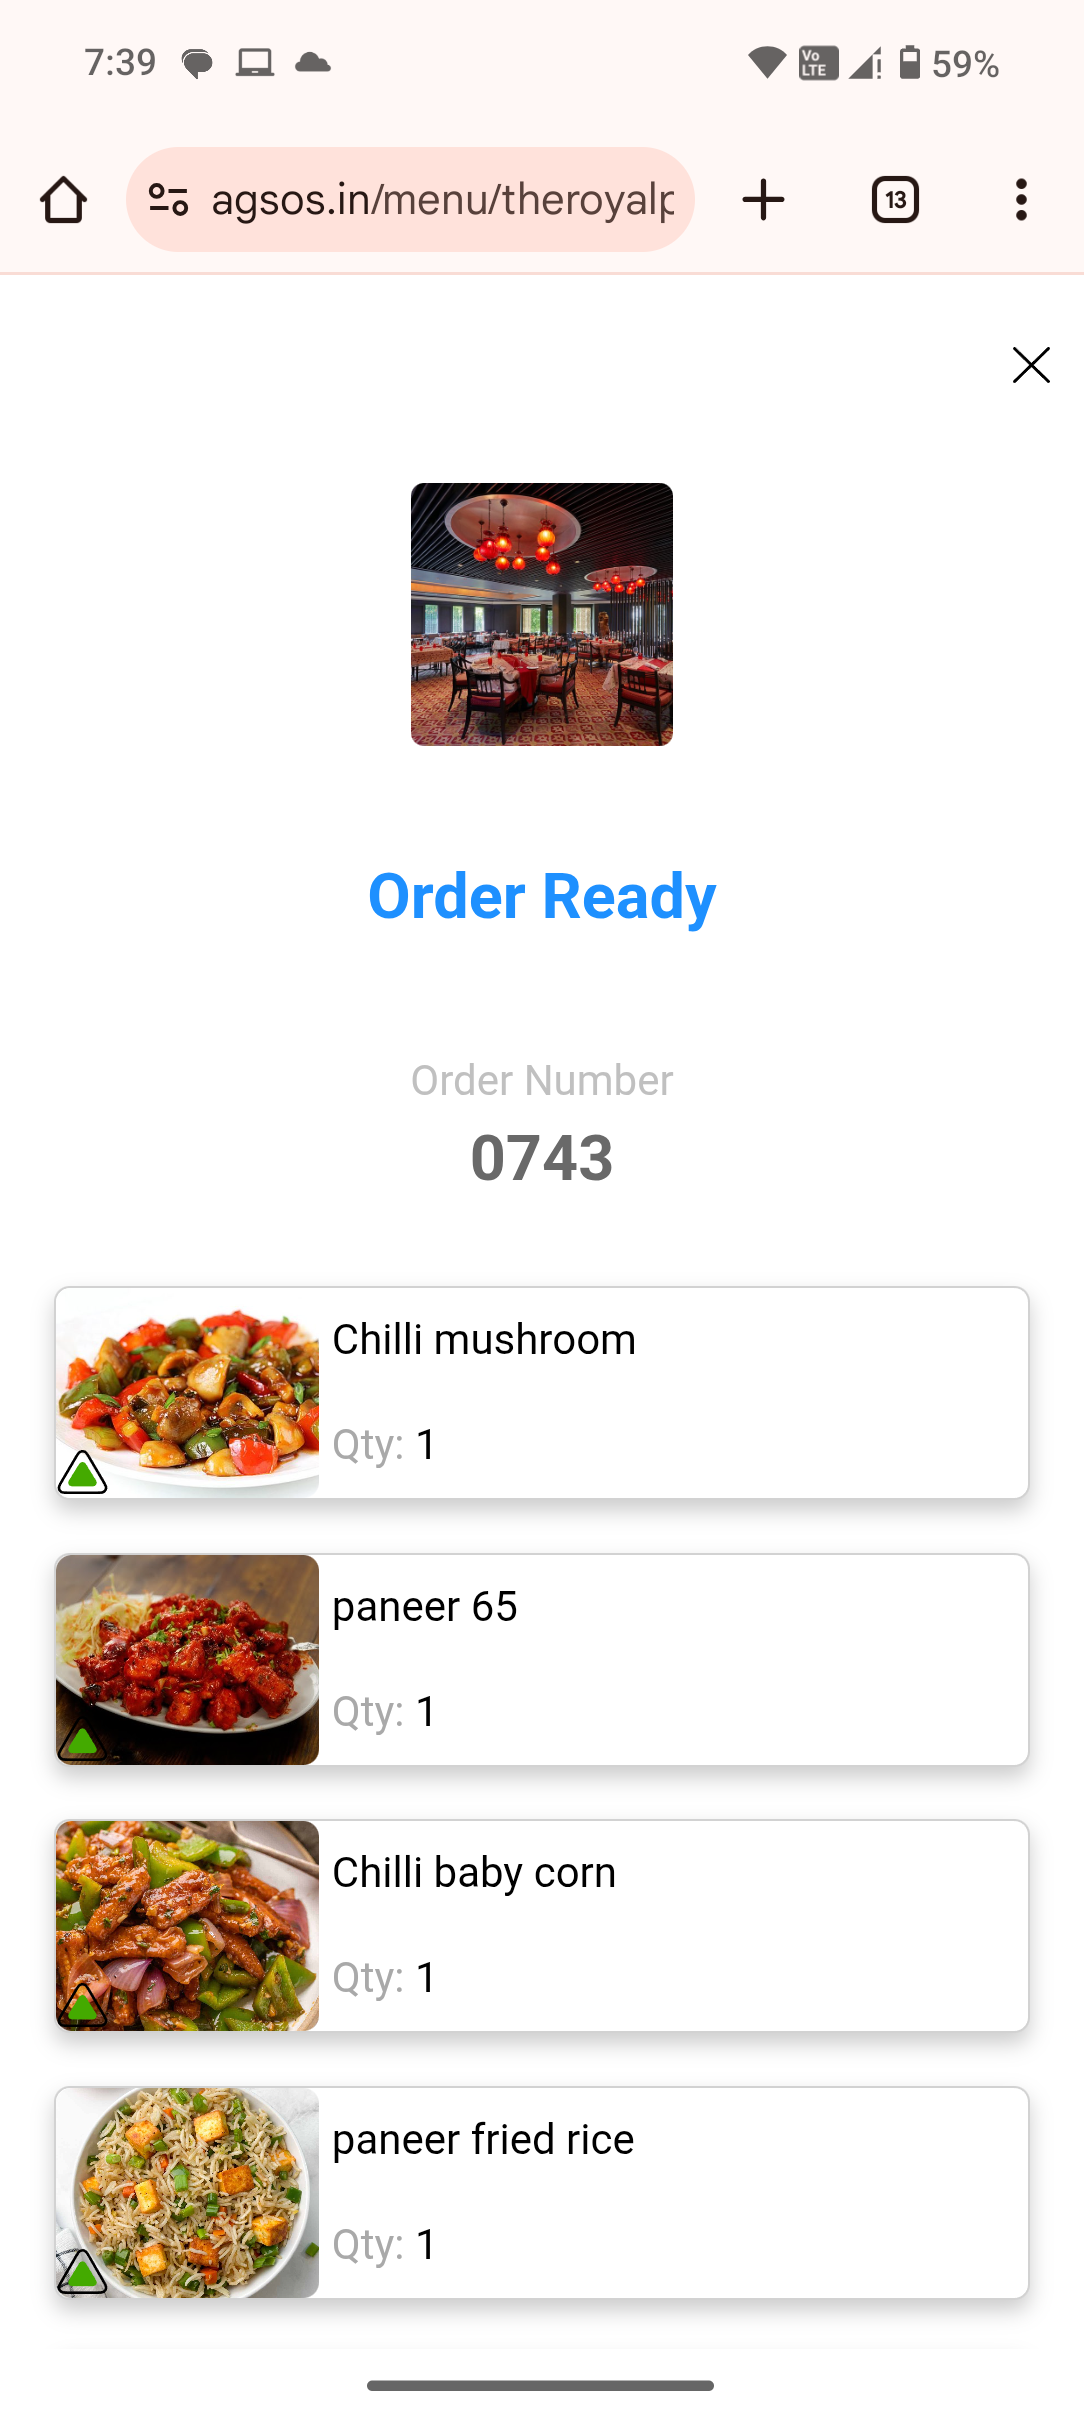 7:39
Vo LTE
59%
agsos.in/menu/theroyalp
13
Order Ready
Order Number
0743
Chilli mushroom
Qty: 1
paneer 65
Qty: 1
Chilli baby corn
Qty: 1
paneer fried rice
Qty: 1